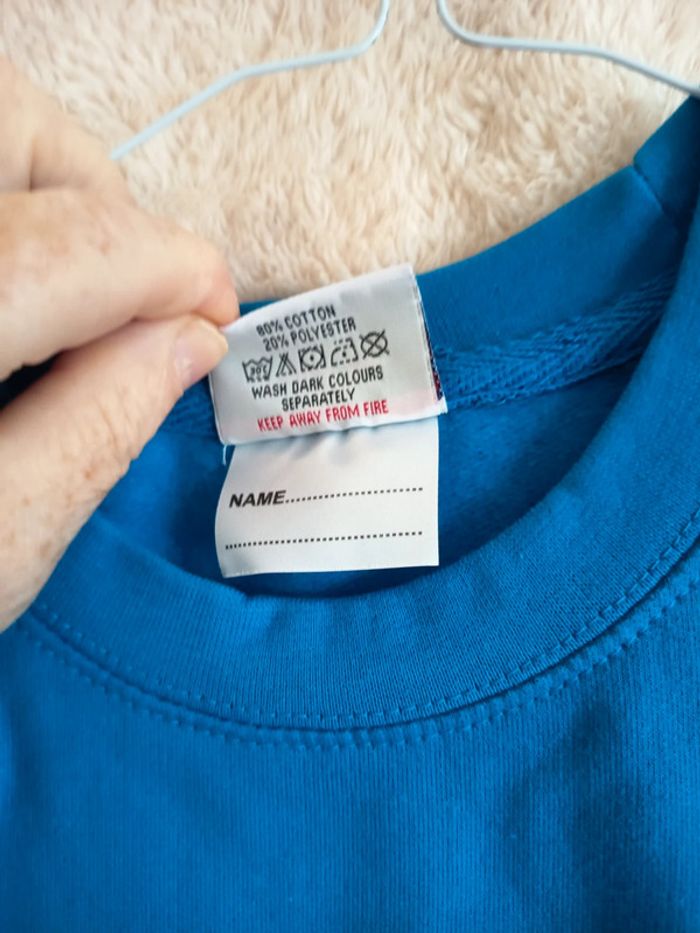 80% COTTON
20% POLYESTER
WASH DARK COLOURS
SEPARATELY
KEEP AWAY FROM FIRE
NAME..........................
......................................